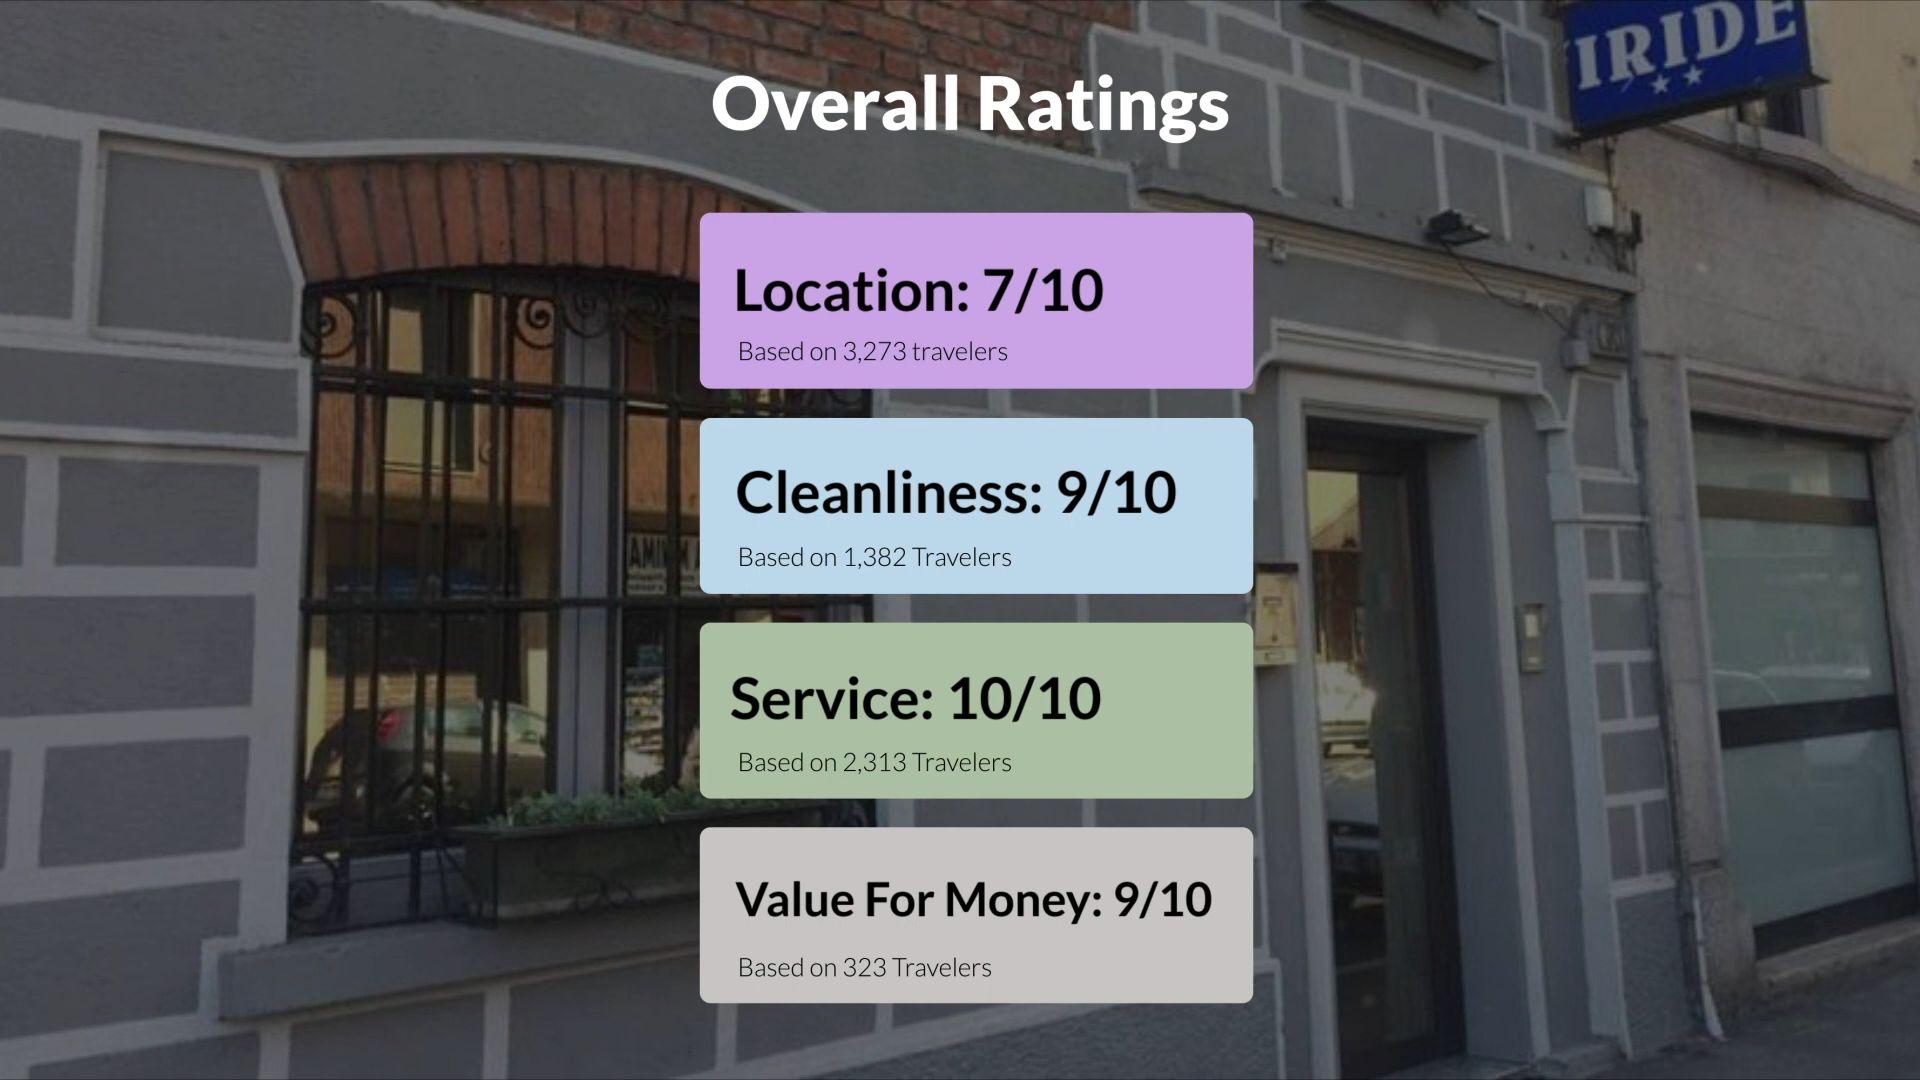 IRIDE
Overall Ratings
Location: 7/10
Based on 3,273 travelers
Cleanliness: 9/10
Based on 1,382 Travelers
Service: 10/10
Based on 2,313 Travelers
Value For Money: 9/10
Based on 323 Travelers